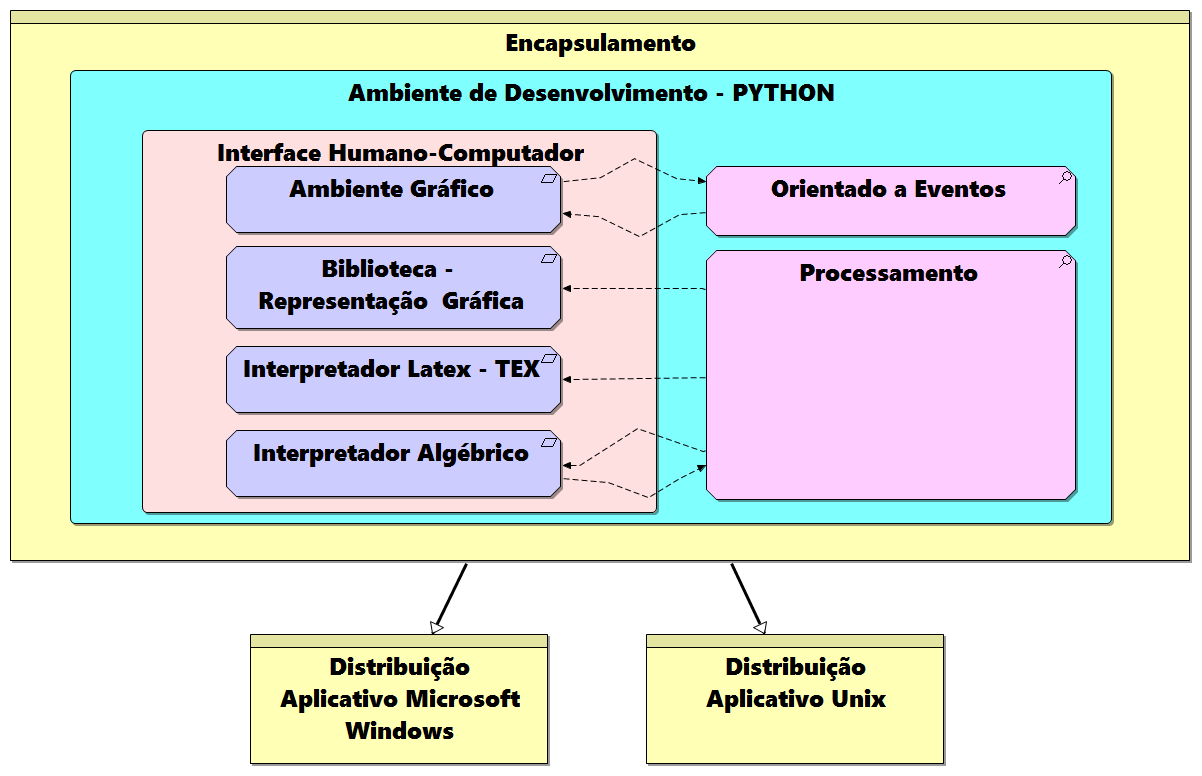 Encapsulamento
Ambiente de Desenvolvimento - PYTHON
Interface Humano-Computador
Ambiente Gráfico
Orientado a Eventos
Biblioteca -
Representação  Gráfica
Processamento
Interpretador Latex - TEX
Interpretador Algébrico
Distribuição
Aplicativo Microsoft
Windows
Distribuição
Aplicativo Unix